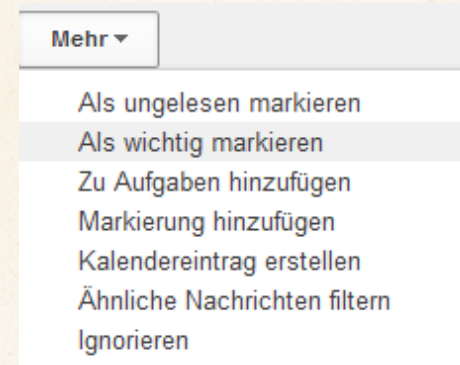 Mehr
Als ungelesen markieren
Als wichtig markieren
Zu Aufgaben hinzufügen
Markierung hinzufügen
Kalendereintrag erstellen
Ähnliche Nachrichten filtern
Ignorieren